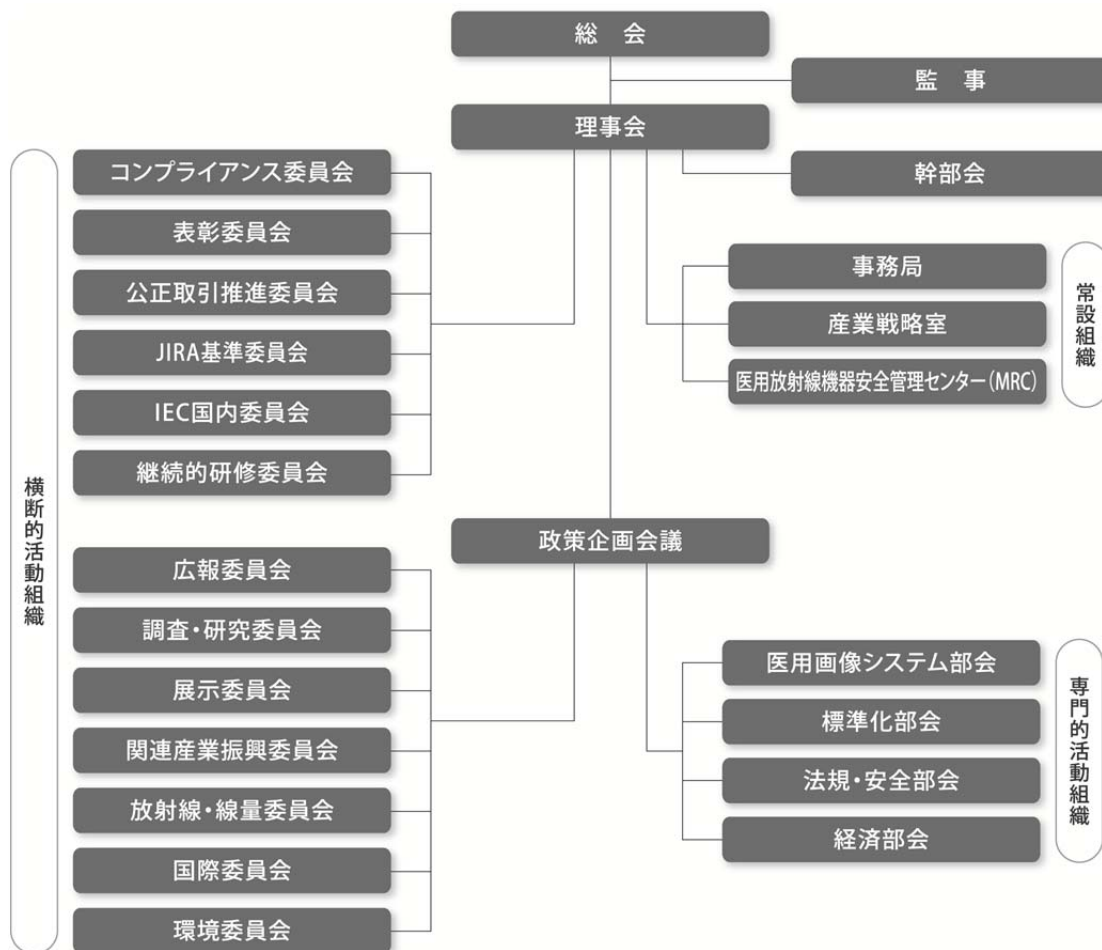 総　会
監　事
理事会
幹部会
コンプライアンス委員会
表彰委員会
公正取引推進委員会
JIRA基準委員会
IEC国内委員会
継続的研修委員会
事務局
産業戦略室
医用放射線機器安全管理センター（MRC）
常設組織
横断的活動組織
政策企画会議
広報委員会
調査・研究委員会
展示委員会
関連産業振興委員会
放射線・線量委員会
国際委員会
環境委員会
医用画像システム部会
標準化部会
法規・安全部会
経済部会
専門的活動組織